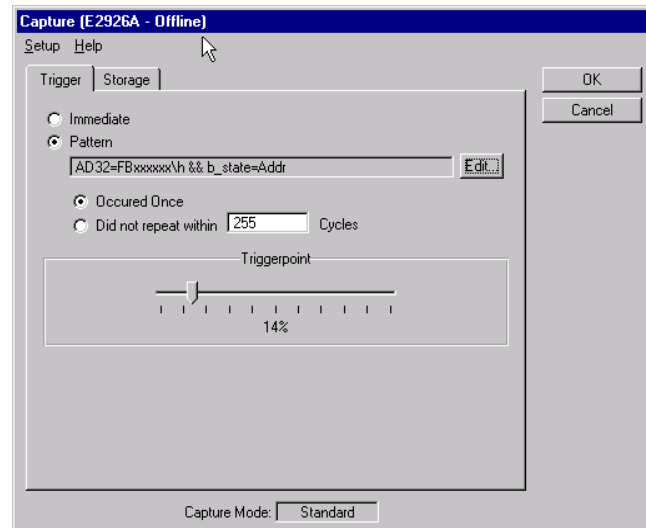 Capture (E2926A - Offline)
Setup Help
Trigger Storage
OK
Cancel
Immediate
Pattern
AD32=FBxxxxxx\h && b_state=Addr
Edit...
Occured Once
Did not repeat within 255 Cycles
Triggerpoint
14%
Capture Mode: Standard